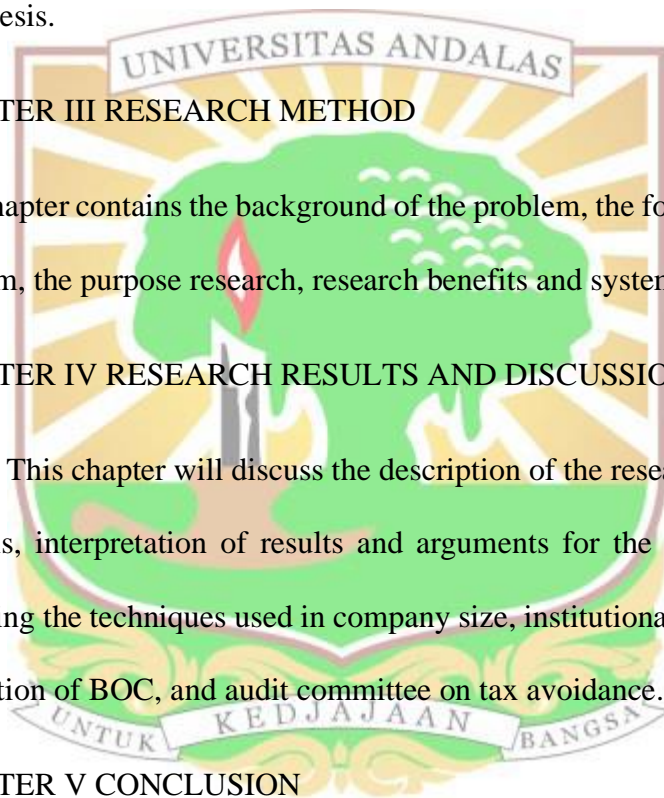 esis.
UNIVERSITAS ANDALAS
TER III RESEARCH METHOD
hapter contains the background of the problem, the fo
m, the purpose research, research benefits and system
TER IV RESEARCH RESULTS AND DISCUSSIO
This chapter will discuss the description of the resea
s, interpretation of results and arguments for the
ing the techniques used in company size, institutiona
tion of BOC, and audit committee on tax avoidance.
UNTUK KEDJAJAAN BANGSA
TER V CONCLUSION